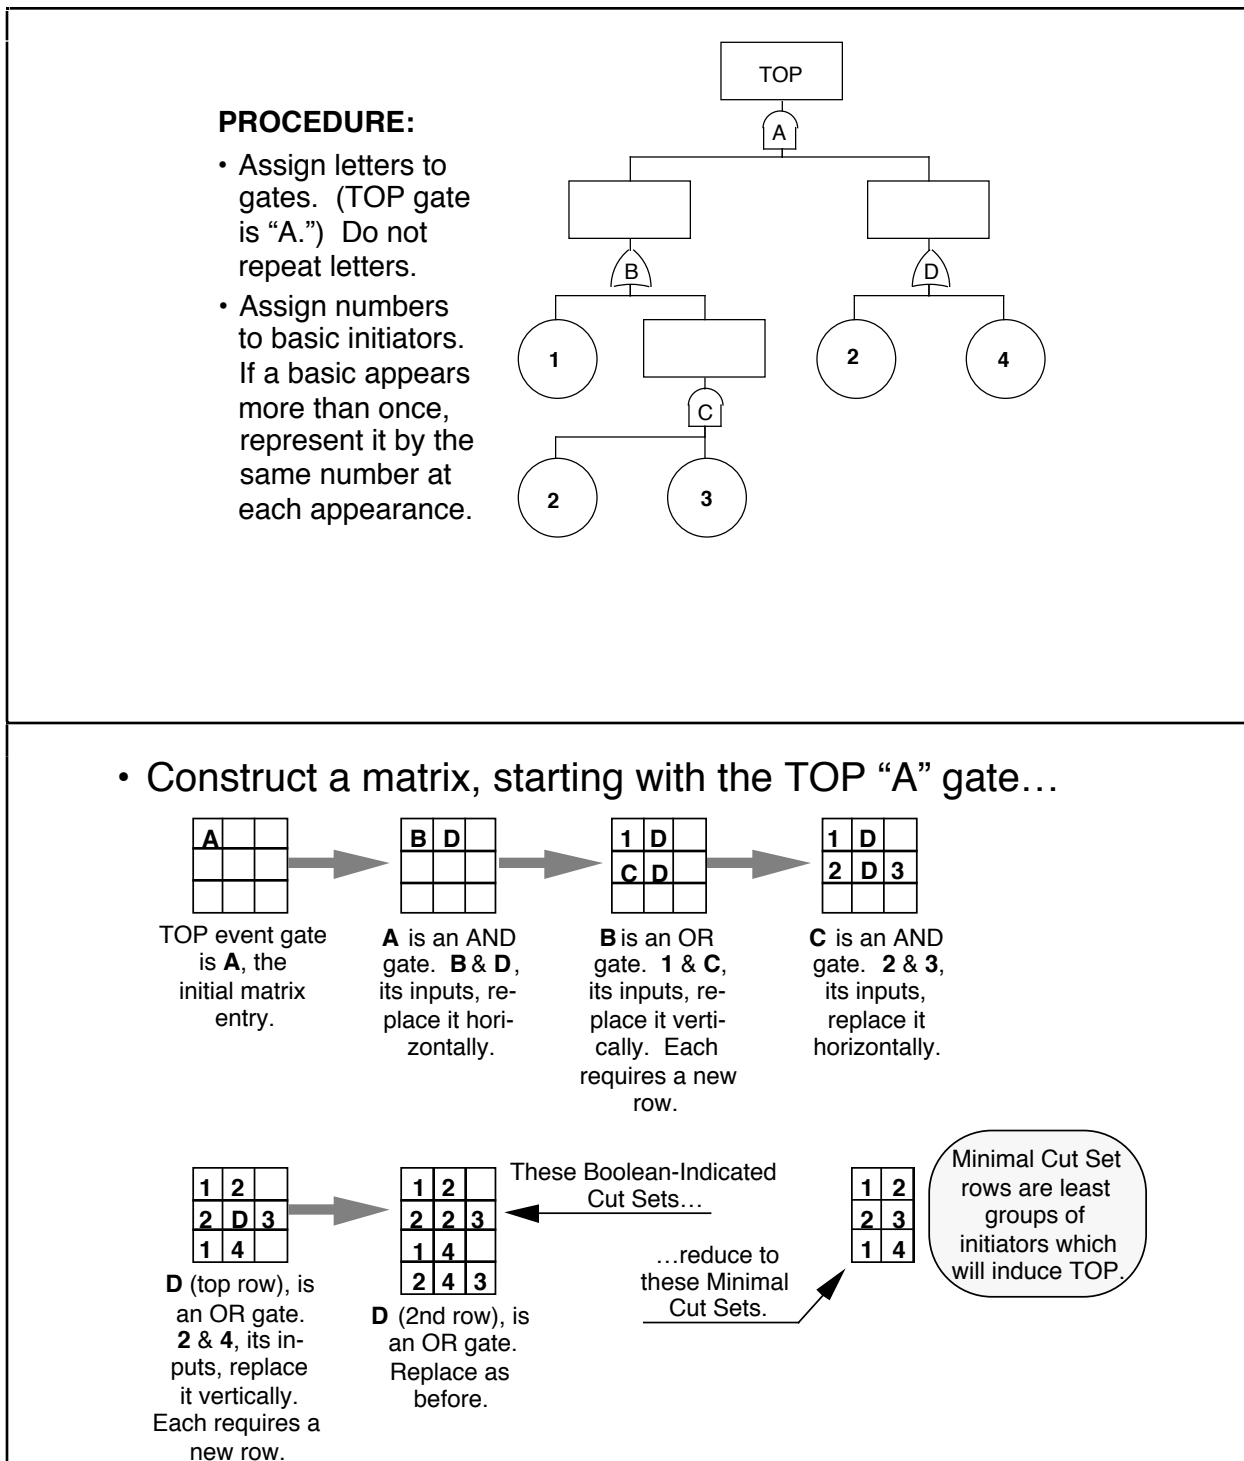 PROCEDURE:
• Assign letters to
gates. (TOP gate
is “A.”) Do not
repeat letters.
• Assign numbers
to basic initiators.
If a basic appears
more than once,
represent it by the
same number at
each appearance.
TOP
A
B
D
1
2
4
C
2
3
• Construct a matrix, starting with the TOP “A” gate…
A
TOP event gate
is A, the
initial matrix
entry.
B D
A is an AND
gate. B & D,
its inputs, re-
place it hori-
zontally.
1 D
C D
B is an OR
gate. 1 & C,
its inputs, re-
place it verti-
cally. Each
requires a new
row.
1 D
2 D 3
C is an AND
gate. 2 & 3,
its inputs,
replace it
horizontally.
1 2
2 D 3
1 4
D (top row), is
an OR gate.
2 & 4, its in-
puts, replace
it vertically.
Each requires a
new row.
1 2
2 2 3
1 4
2 4 3
D (2nd row), is
an OR gate.
Replace as
before.
These Boolean-Indicated
Cut Sets…
…reduce to
these Minimal
Cut Sets.
1 2
2 3
1 4
Minimal Cut Set
rows are least
groups of
initiators which
will induce TOP.